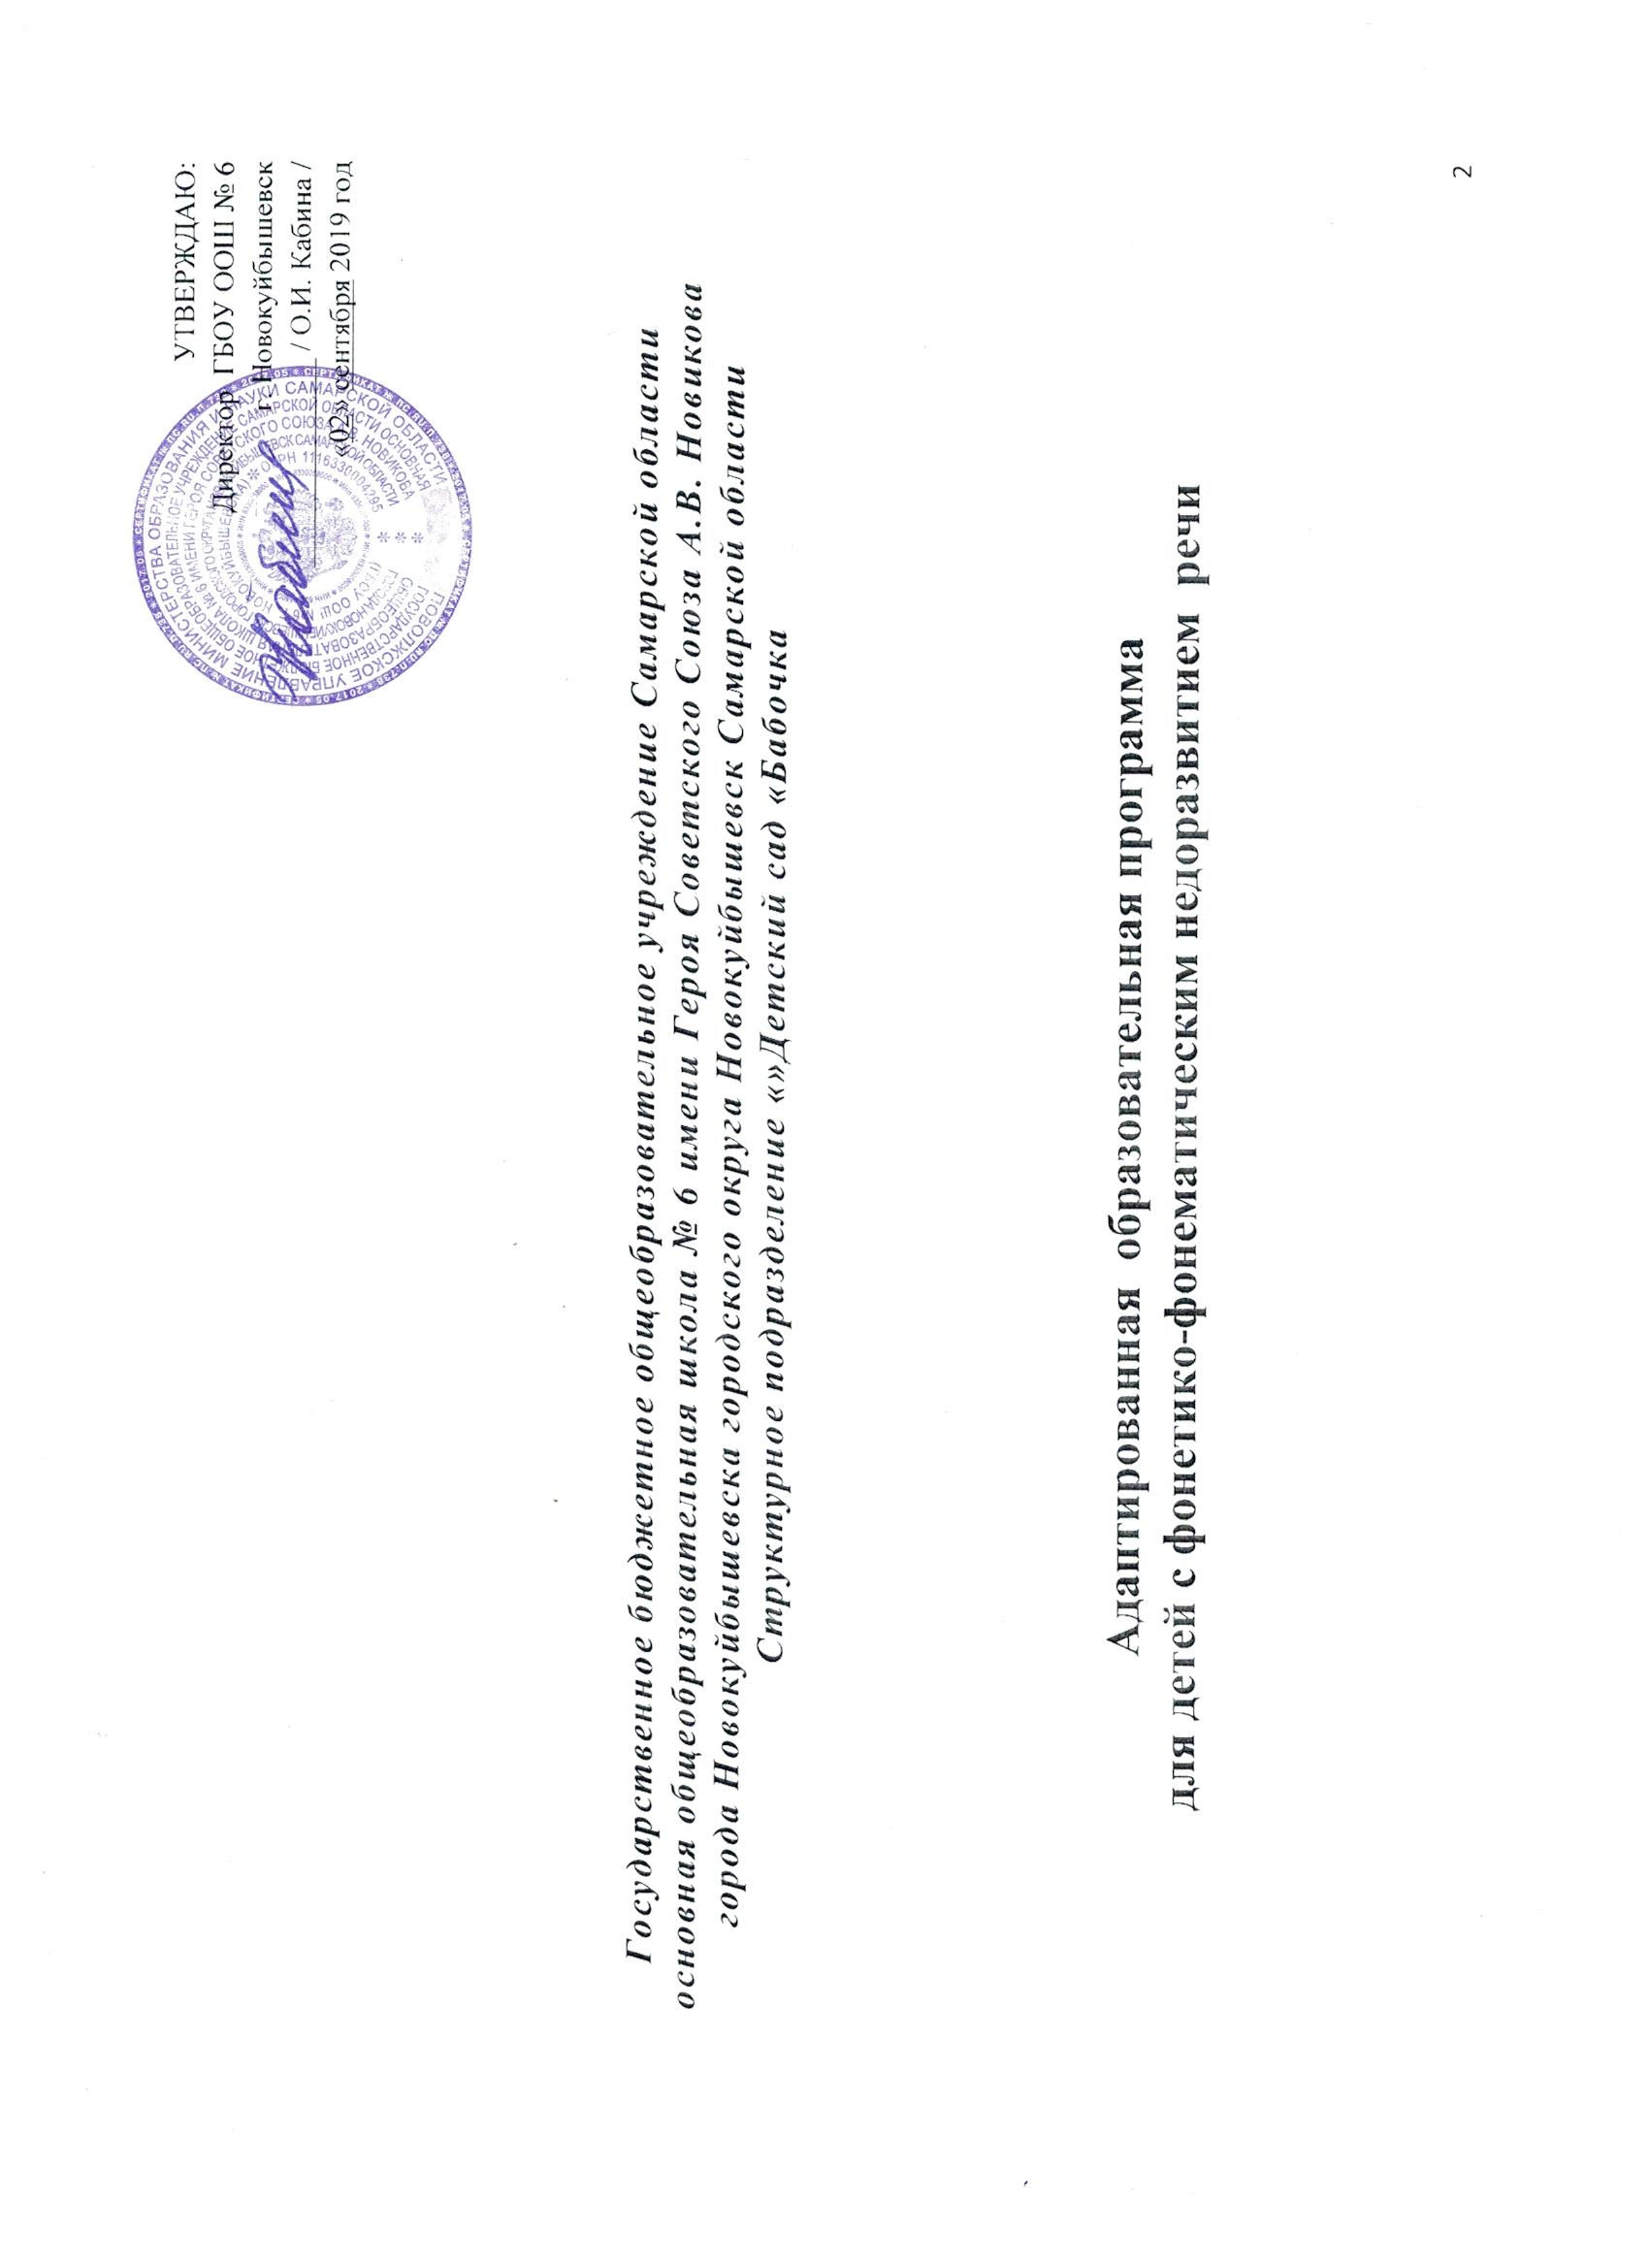 УТВЕРЖДАЮ:
Директор ГБОУ ООШ № 6
г. Новокуйбышевск
/ О.И. Кабина /
«02» сентября 2019 год
Государственное бюджетное общеобразовательное учреждение Самарской области
основная общеобразовательная школа № 6 имени Героя Советского Союза А.В. Новикова
города Новокуйбышевска городского округа Новокуйбышевск Самарской области
Структурное подразделение «»Детский сад «Бабочка
Адаптированная образовательная программа
для детей с фонетико-фонематическим недоразвитием речи
2